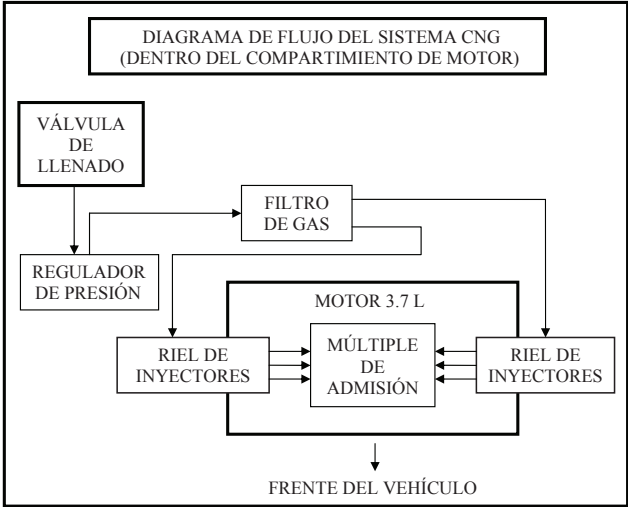 DIAGRAMA DE FLUJO DEL SISTEMA CNG
(DENTRO DEL COMPARTIMIENTO DE MOTOR)
VÁLVULA
DE
LLENADO
FILTRO
DE GAS
REGULADOR
DE PRESIÓN
MOTOR 3.7 L
RIEL DE
INYECTORES
MÚLTIPLE
DE
ADMISIÓN
RIEL DE
INYECTORES
FRENTE DEL VEHÍCULO